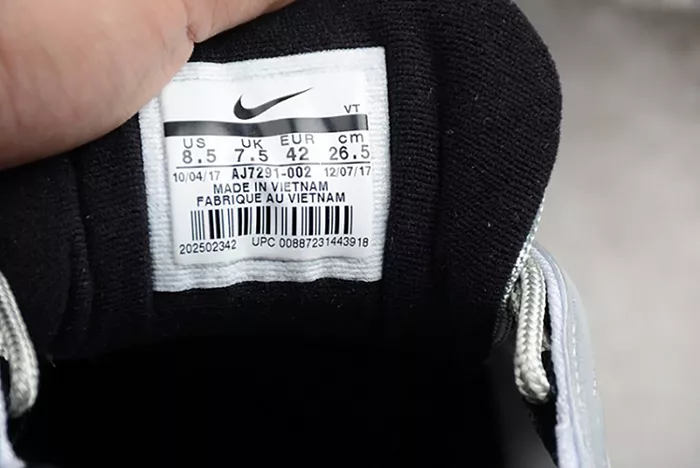 VT
US UK EUR cm
8.5 7.5 42 26.5
10/04/17 AJ7291-002 12/07/17
MADE IN VIETNAM
FABRIQUE AU VIETNAM
202502342 UPC 00887231443918